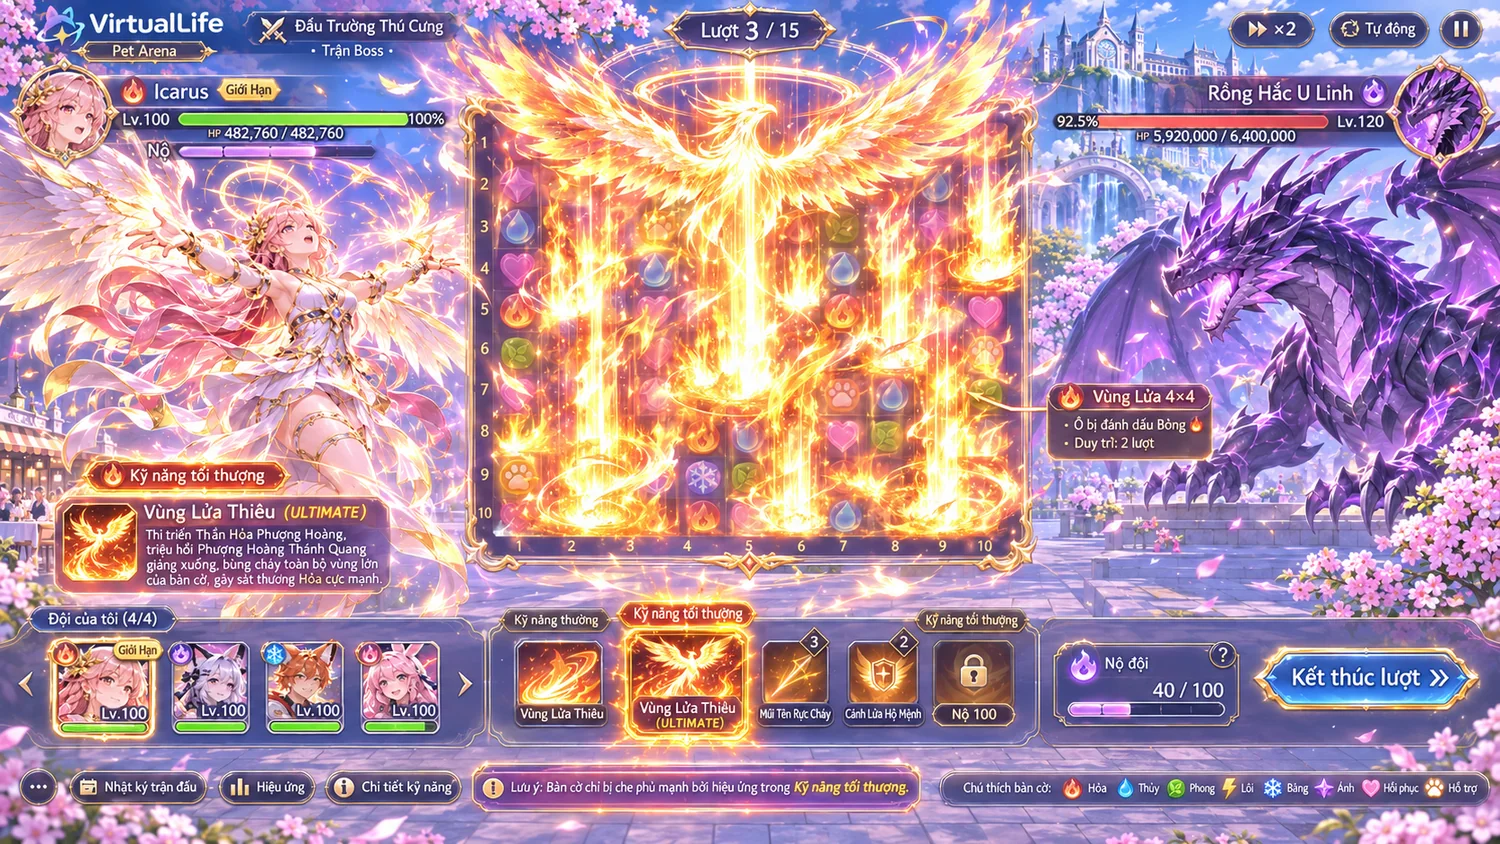 VirtualLife
Pet Arena
Đấu Trường Thú Cưng
• Trận Boss •
Lượt 3 / 15
×2
Tự động
Icarus
Giới Hạn
Lv.100
100%
HP 482,760 / 482,760
Nộ
Rồng Hắc U Linh
92.5%
Lv.120
HP 5,920,000 / 6,400,000
1
2
3
4
5
6
7
8
9
10
1 2 3 4 5 6 7 8 9 10
Vùng Lửa 4×4
• Ô bị đánh dấu Bỏng
• Duy trì: 2 lượt
Kỹ năng tối thượng
Vùng Lửa Thiêu (ULTIMATE)
Thi triển Thần Hỏa Phượng Hoàng,
triệu hồi Phượng Hoàng Thánh Quang
giáng xuống, bùng cháy toàn bộ vùng lớn
của bàn cờ, gây sát thương Hỏa cực mạnh.
Đội của tôi (4/4)
Giới Hạn
Lv.100
Lv.100
Lv.100
Lv.100
Kỹ năng thường
Kỹ năng tối thượng
Kỹ năng tối thượng
Vùng Lửa Thiêu
Vùng Lửa Thiêu
(ULTIMATE)
3
Mũi Tên Rực Cháy
2
Cánh Lửa Hộ Mệnh
Nộ 100
Nộ đội
?
40 / 100
Kết thúc lượt
Nhật ký trận đấu
Hiệu ứng
Chi tiết kỹ năng
Lưu ý: Bàn cờ chỉ bị che phủ mạnh bởi hiệu ứng trong Kỹ năng tối thượng.
Chú thích bàn cờ: Hỏa Thủy Phong Lôi Băng Ánh Hồi phục Hỗ trợ